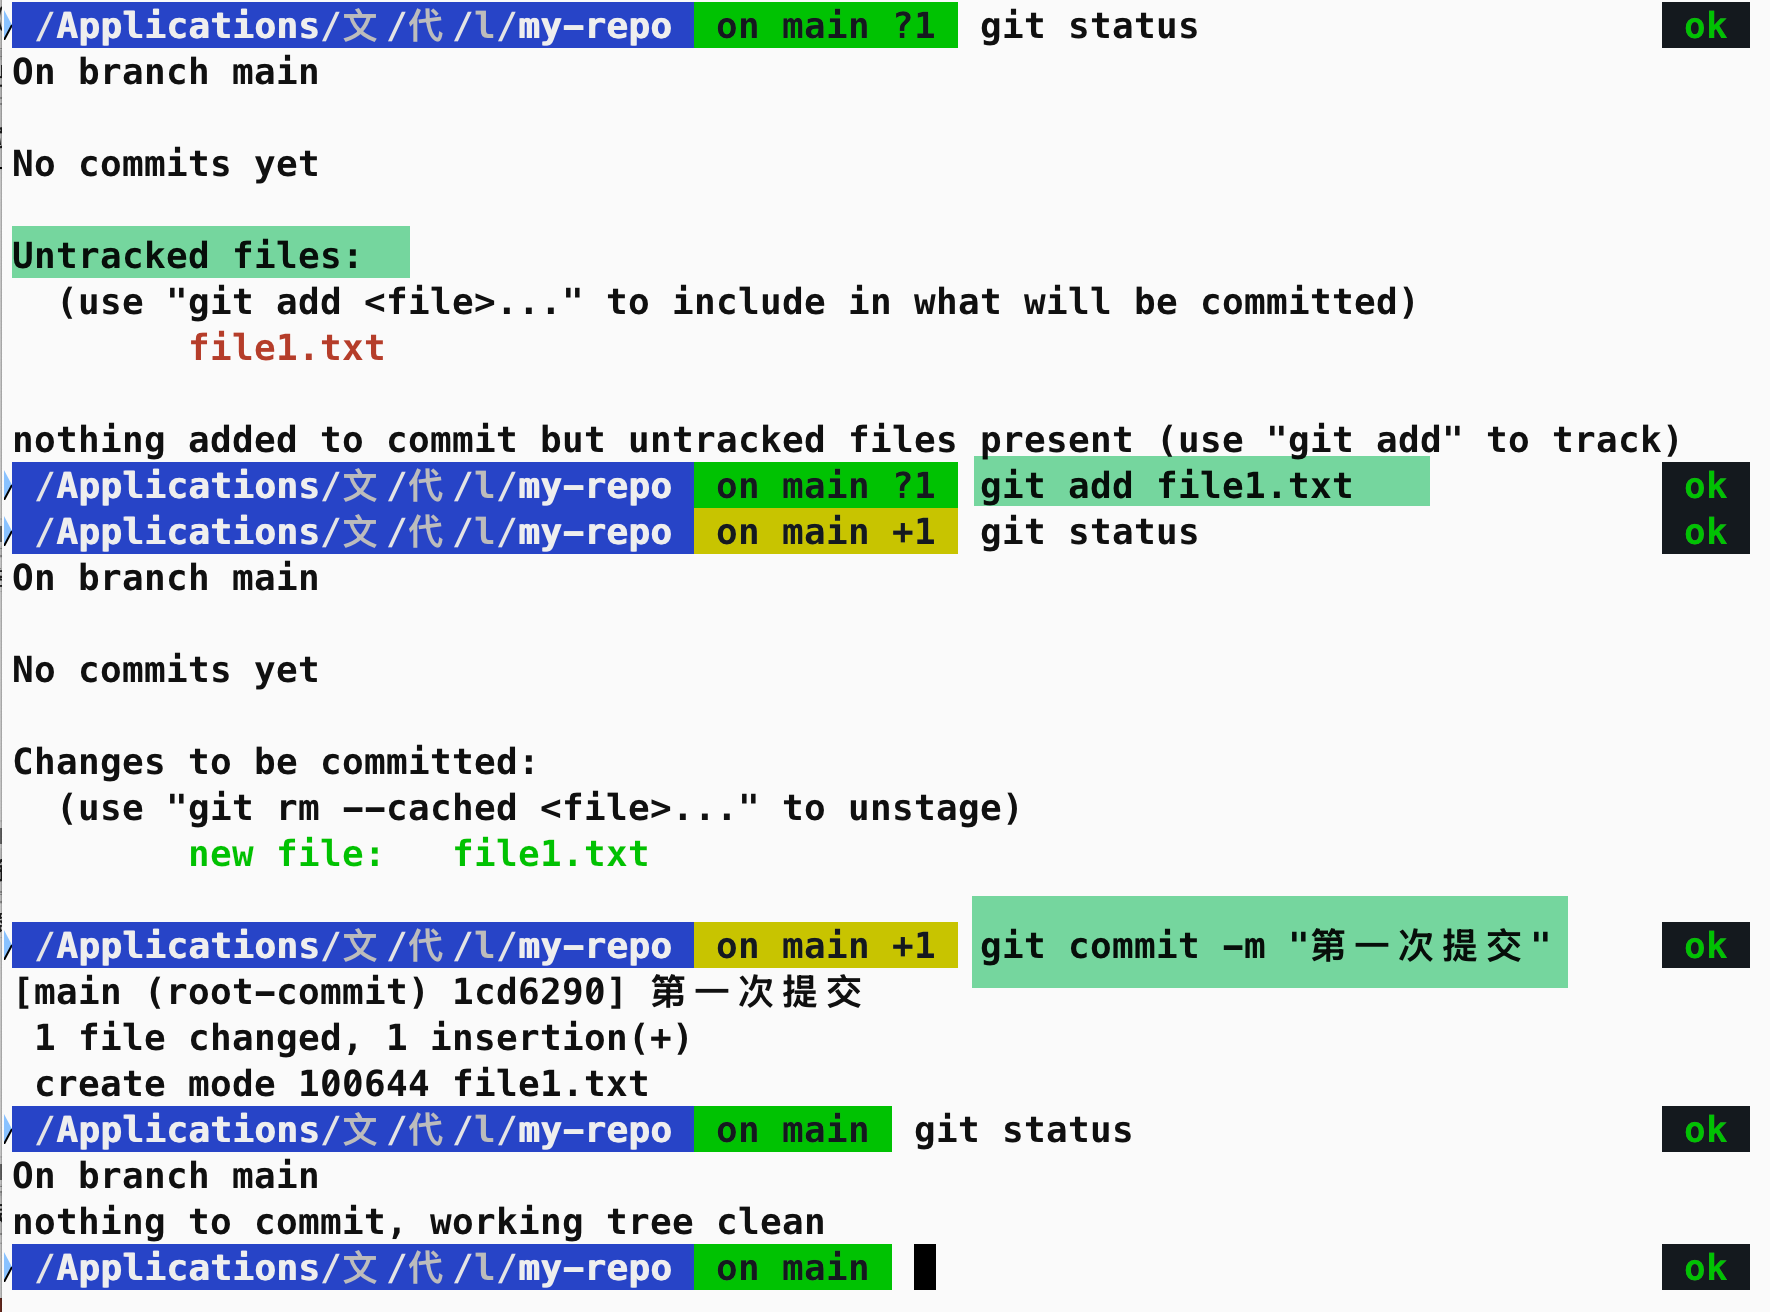 /Applications/文/代/l/my-repo on main ?1 git status ok
On branch main
No commits yet
Untracked files:
(use "git add <file>..." to include in what will be committed)
file1.txt
nothing added to commit but untracked files present (use "git add" to track)
/Applications/文/代/l/my-repo on main ?1 git add file1.txt ok
/Applications/文/代/l/my-repo on main +1 git status ok
On branch main
No commits yet
Changes to be committed:
(use "git rm --cached <file>..." to unstage)
new file: file1.txt
/Applications/文/代/l/my-repo on main +1 git commit -m "第一次提交" ok
[main (root-commit) 1cd6290] 第一次提交
1 file changed, 1 insertion(+)
create mode 100644 file1.txt
/Applications/文/代/l/my-repo on main git status ok
On branch main
nothing to commit, working tree clean
/Applications/文/代/l/my-repo on main ok